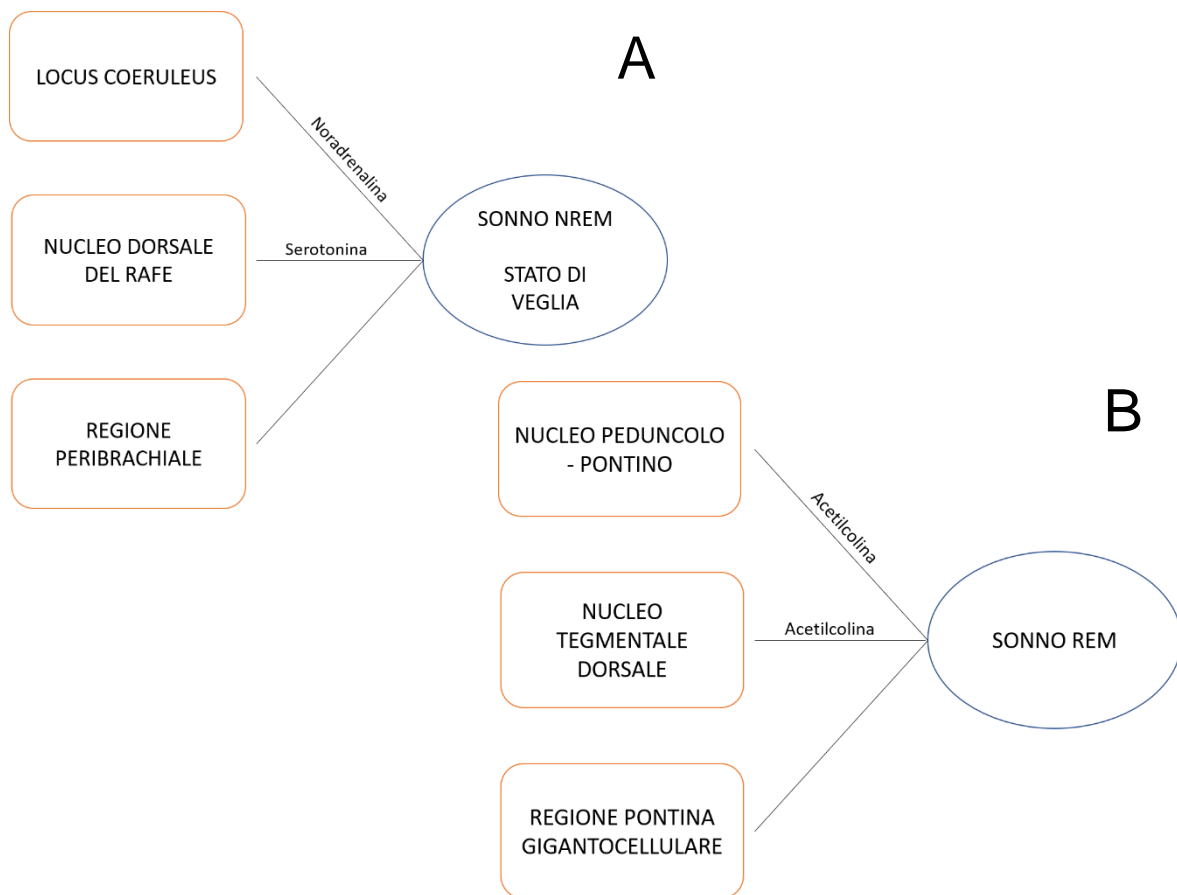 A
LOCUS COERULEUS
Noradrenalina
NUCLEO DORSALE
DEL RAFE
Serotonina
SONNO NREM
STATO DI
VEGLIA
REGIONE
PERIBRACHIALE
B
NUCLEO PEDUNCOLO
- PONTINO
Acetilcolina
NUCLEO
TEGMENTALE
DORSALE
Acetilcolina
SONNO REM
REGIONE PONTINA
GIGANTOCELLULARE